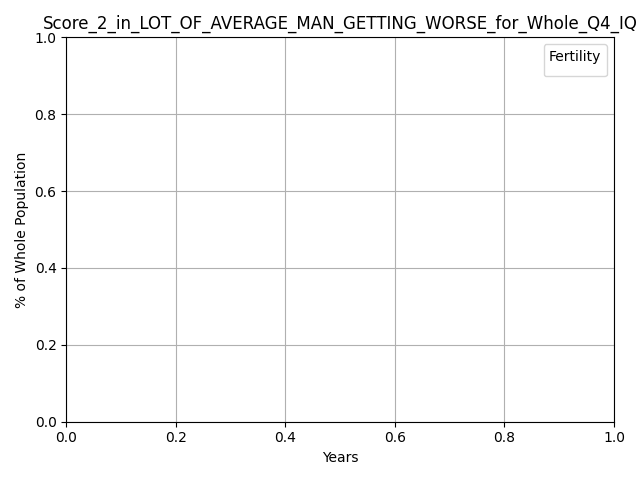 Score_2_in_LOT_OF_AVERAGE_MAN_GETTING_WORSE_for_Whole_Q4_IQ
Fertility
% of Whole Population
1.0
0.8
0.6
0.4
0.2
0.0
0.0 0.2 0.4 0.6 0.8 1.0
Years